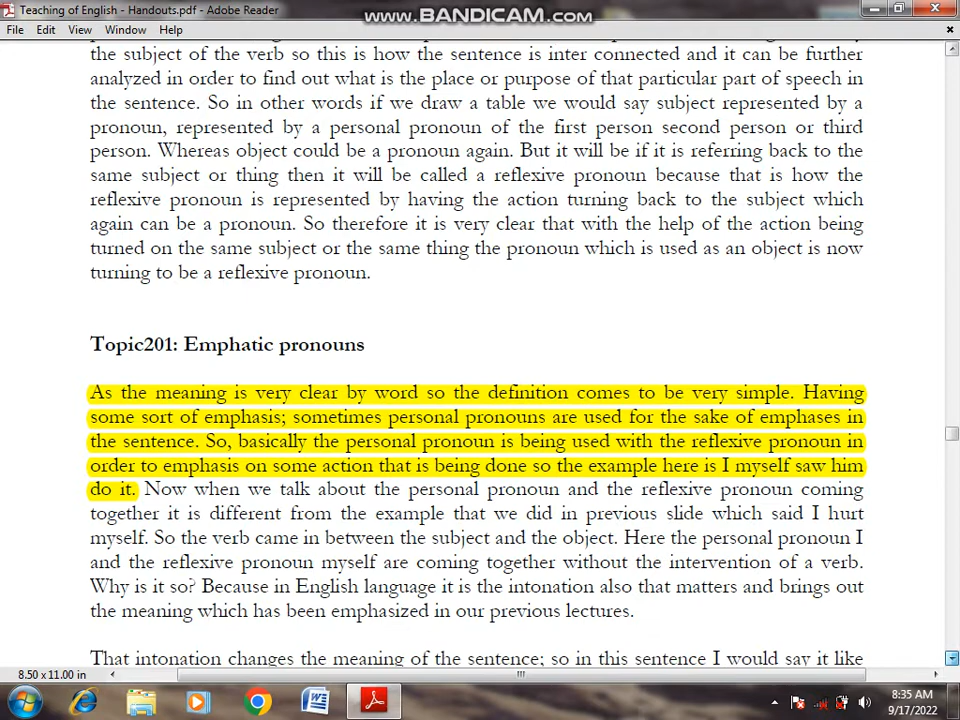 Teaching of English - Handouts.pdf - Adobe Reader
www.BANDICAM.com
File Edit View Window Help
the subject of the verb so this is how the sentence is inter connected and it can be further
analyzed in order to find out what is the place or purpose of that particular part of speech in
the sentence. So in other words if we draw a table we would say subject represented by a
pronoun, represented by a personal pronoun of the first person second person or third
person. Whereas object could be a pronoun again. But it will be if it is referring back to the
same subject or thing then it will be called a reflexive pronoun because that is how the
reflexive pronoun is represented by having the action turning back to the subject which
again can be a pronoun. So therefore it is very clear that with the help of the action being
turned on the same subject or the same thing the pronoun which is used as an object is now
turning to be a reflexive pronoun.
Topic201: Emphatic pronouns
As the meaning is very clear by word so the definition comes to be very simple. Having
some sort of emphasis; sometimes personal pronouns are used for the sake of emphases in
the sentence. So, basically the personal pronoun is being used with the reflexive pronoun in
order to emphasis on some action that is being done so the example here is I myself saw him
do it. Now when we talk about the personal pronoun and the reflexive pronoun coming
together it is different from the example that we did in previous slide which said I hurt
myself. So the verb came in between the subject and the object. Here the personal pronoun I
and the reflexive pronoun myself are coming together without the intervention of a verb.
Why is it so? Because in English language it is the intonation also that matters and brings out
the meaning which has been emphasized in our previous lectures.
That intonation changes the meaning of the sentence; so in this sentence I would say it like
8.50 x 11.00 in
8:35 AM
9/17/2022